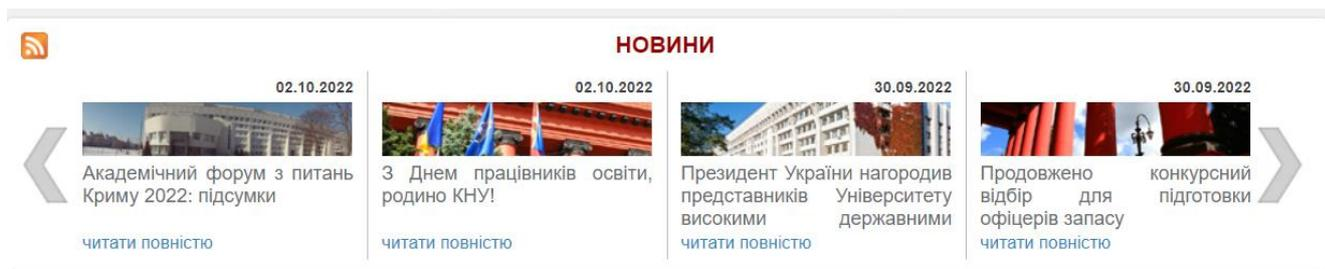 НОВИНИ
02.10.2022
Академічний форум з питань
Криму 2022: підсумки
читати повністю
02.10.2022
З Днем працівників освіти,
родино КНУ!
читати повністю
30.09.2022
Президент України нагородив
представників Університету
високими державними
читати повністю
30.09.2022
Продовжено конкурсний
відбір для підготовки
офіцерів запасу
читати повністю